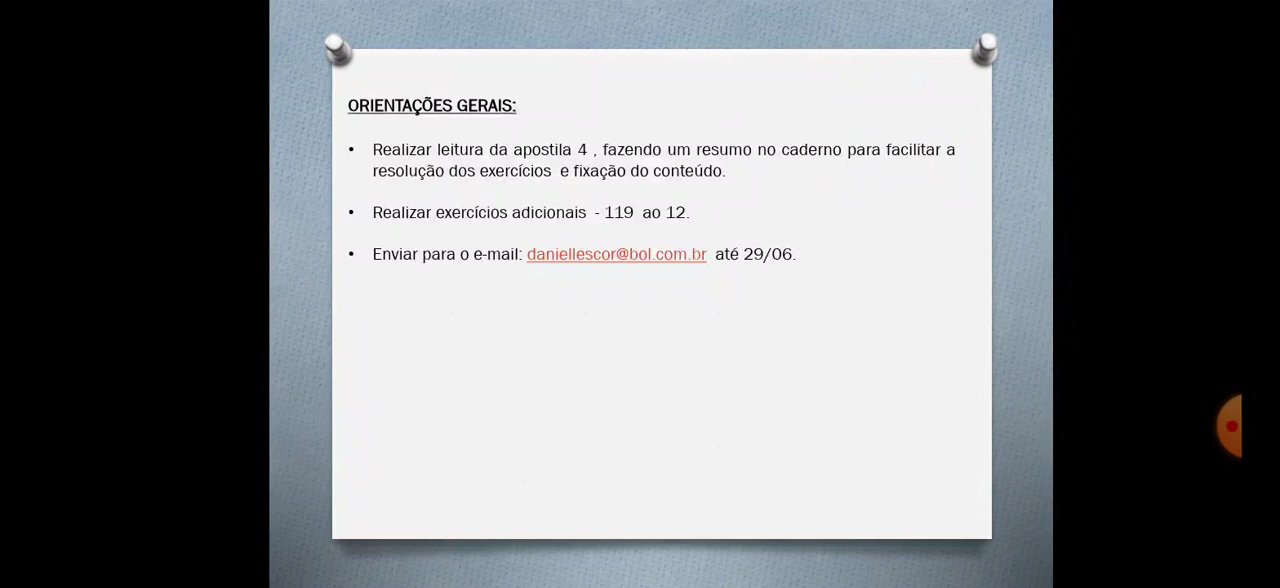 ORIENTAÇÕES GERAIS:
• Realizar leitura da apostila 4 , fazendo um resumo no caderno para facilitar a
resolução dos exercícios e fixação do conteúdo.
• Realizar exercícios adicionais - 119 ao 12.
• Enviar para o e-mail: daniellescor@bol.com.br até 29/06.